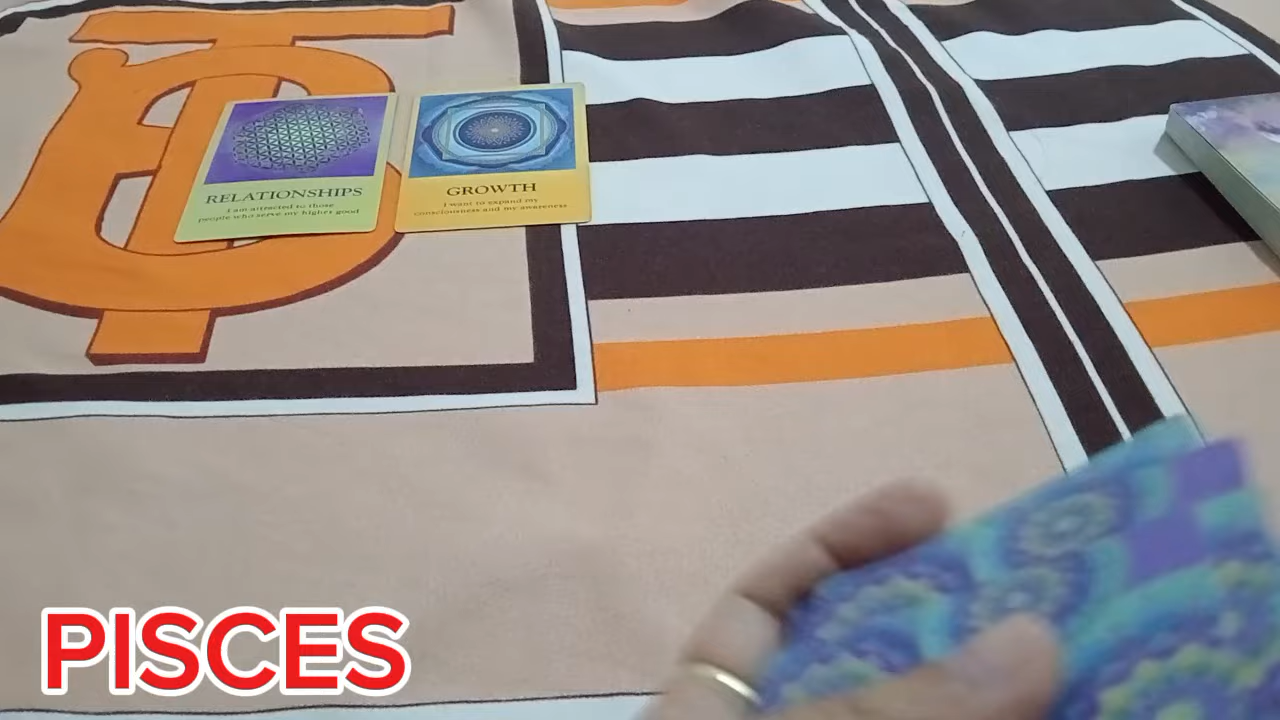 RELATIONSHIPS
I am attracted to those
people who serve my highes good
GROWTH
I want to expand my
consciousness and my awareness
PISCES